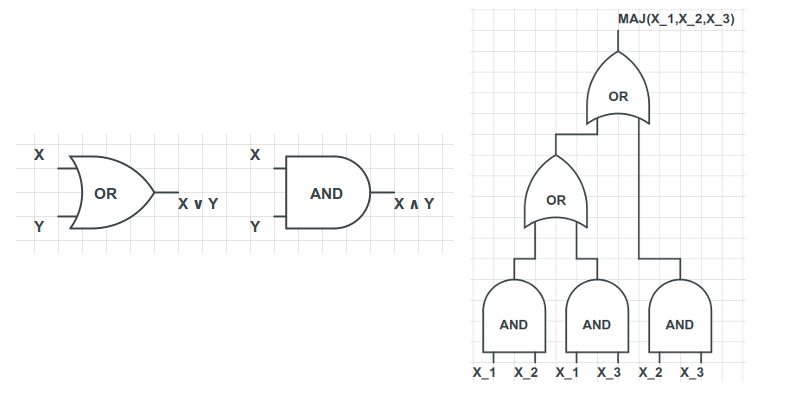 X
OR
Y
X ∨ Y
X
AND
Y
X ∧ Y
MAJ(X_1,X_2,X_3)
OR
OR
AND AND AND
X_1 X_2 X_1 X_3 X_2 X_3